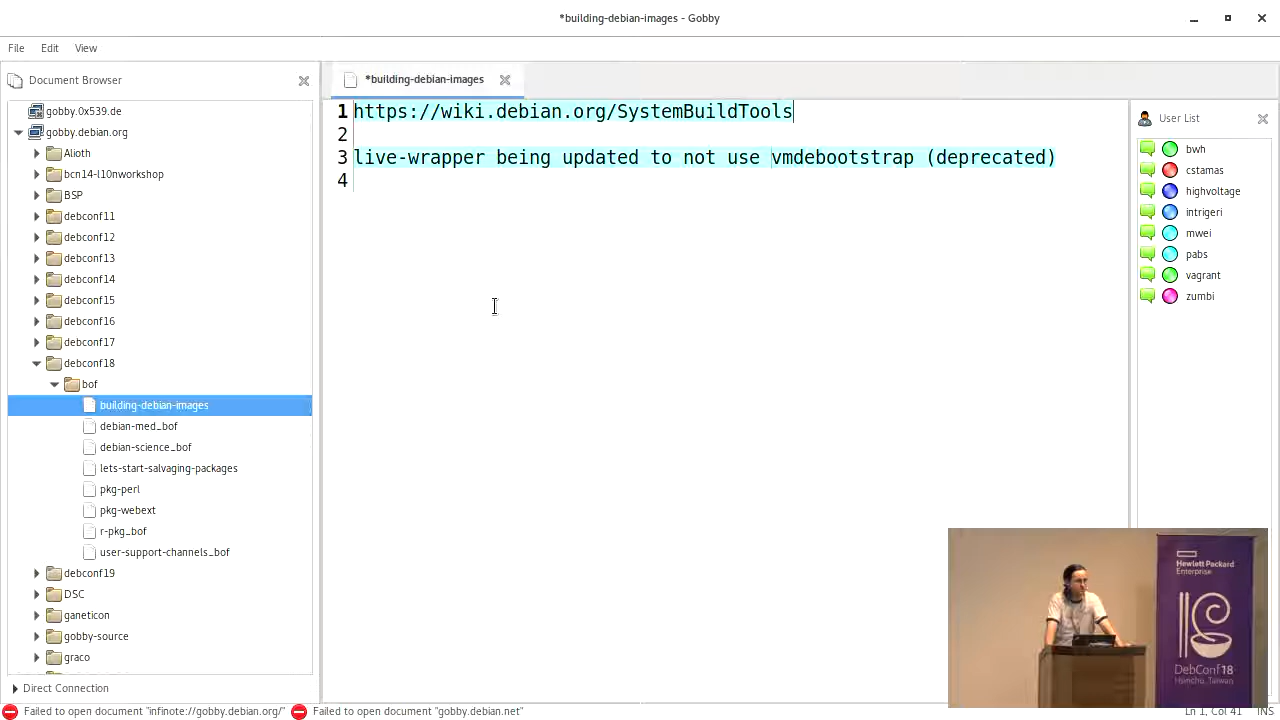 *building-debian-images - Gobby
File Edit View
Document Browser
*building-debian-images
gobby.0x539.de
gobby.debian.org
Alioth
bcn14-l10nworkshop
BSP
debconf11
debconf12
debconf13
debconf14
debconf15
debconf16
debconf17
debconf18
bof
building-debian-images
debian-med_bof
debian-science_bof
lets-start-salvaging-packages
pkg-perl
pkg-webext
r-pkg_bof
user-support-channels_bof
debconf19
DSC
ganeticon
gobby-source
graco
Direct Connection
1 https://wiki.debian.org/SystemBuildTools
2
3 live-wrapper being updated to not use vmdebootstrap (deprecated)
4
User List
bwh
cstamas
highvoltage
intrigeri
mwei
pabs
vagrant
zumbi
Hewlett Packard
Enterprise
DebConf18
Hsinchu, Taiwan
Failed to open document "infinote://gobby.debian.org/"
Failed to open document "gobby.debian.net"
Ln 1, Col 41 INS